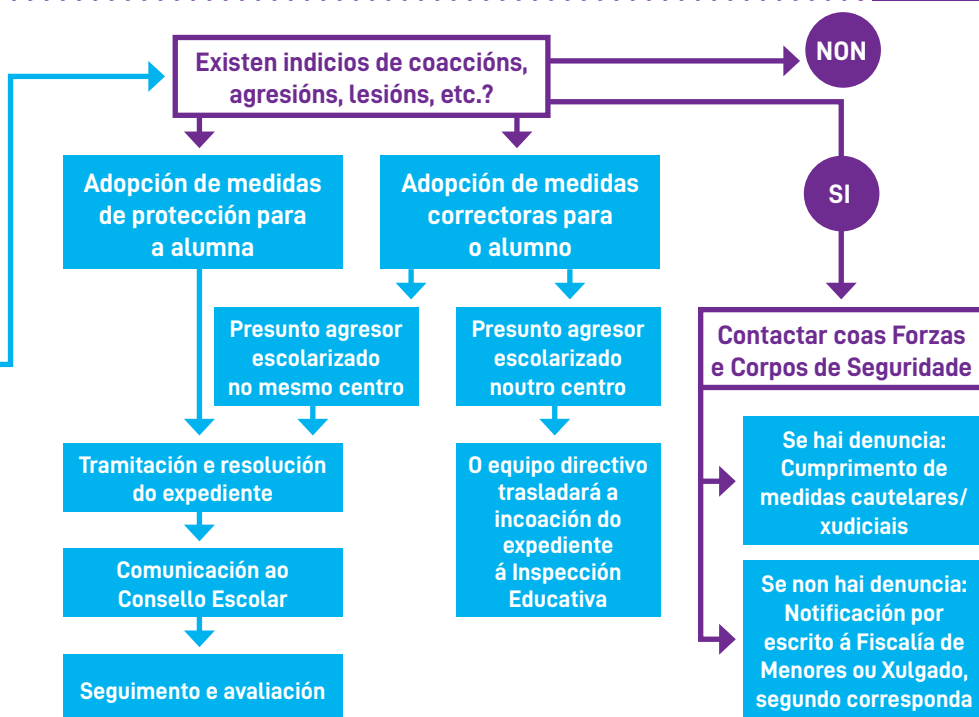 Existen indicios de coaccións,
agresións, lesións, etc.?
NON
SI
Adopción de medidas
de protección para
a alumna
Adopción de medidas
correctoras para
o alumno
Presunto agresor
escolarizado
no mesmo centro
Presunto agresor
escolarizado
noutro centro
Contactar coas Forzas
e Corpos de Seguridade
Tramitación e resolución
do expediente
O equipo directivo
trasladará a
incoación do
expediente
á Inspección
Educativa
Se hai denuncia:
Cumprimento de
medidas cautelares/
xudiciais
Comunicación ao
Consello Escolar
Se non hai denuncia:
Notificación por
escrito á Fiscalía de
Menores ou Xulgado,
segundo corresponda
Seguimento e avaliación